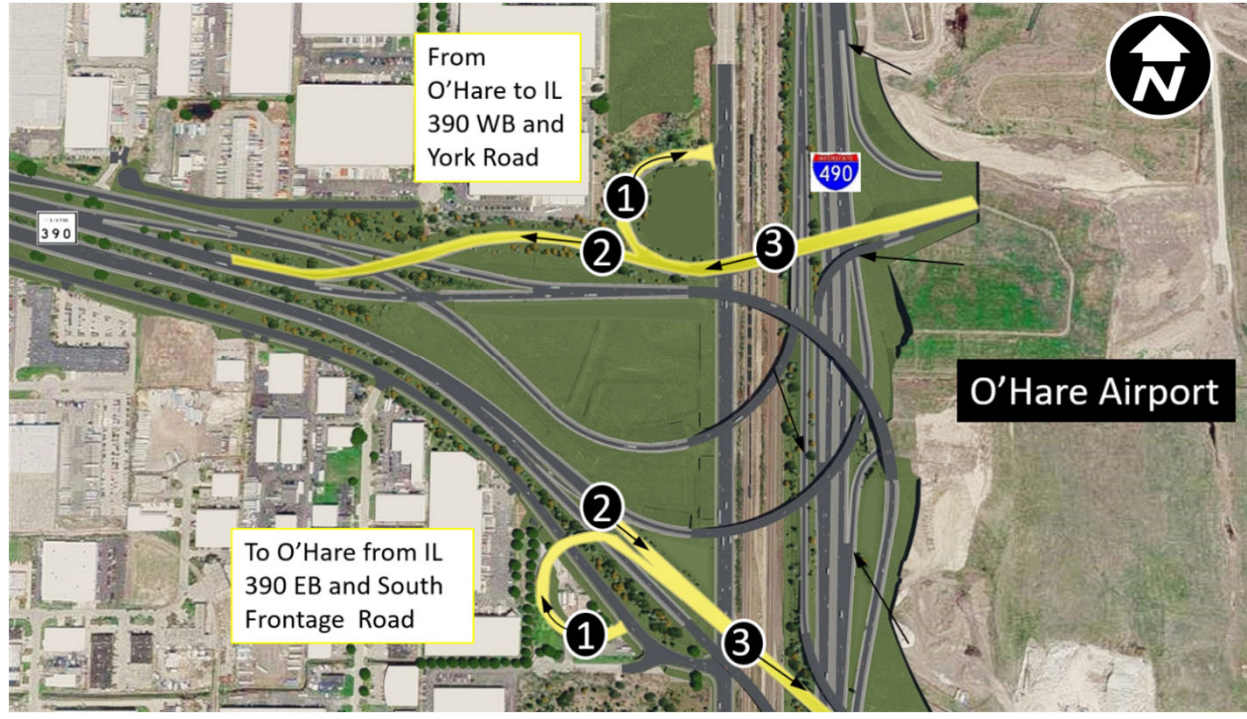 From
O'Hare to IL
390 WB and
York Road
N
1
INTERSTATE
490
390
2
3
O'Hare Airport
2
To O'Hare from IL
390 EB and South
Frontage Road
1
3